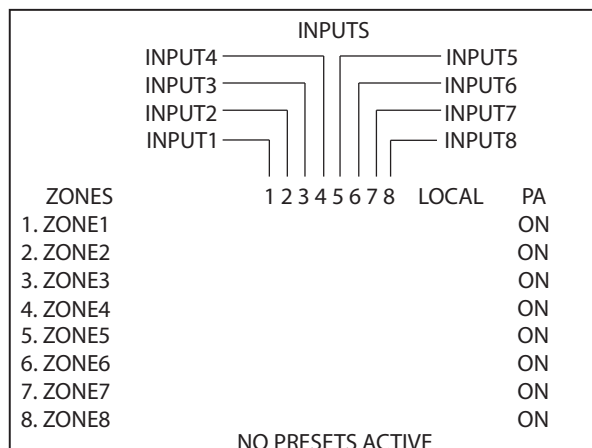 INPUTS
INPUT4 INPUT5
INPUT3 INPUT6
INPUT2 INPUT7
INPUT1 INPUT8
ZONES 1 2 3 4 5 6 7 8 LOCAL PA
1. ZONE1 ON
2. ZONE2 ON
3. ZONE3 ON
4. ZONE4 ON
5. ZONE5 ON
6. ZONE6 ON
7. ZONE7 ON
8. ZONE8 ON
NO PRESETS ACTIVE